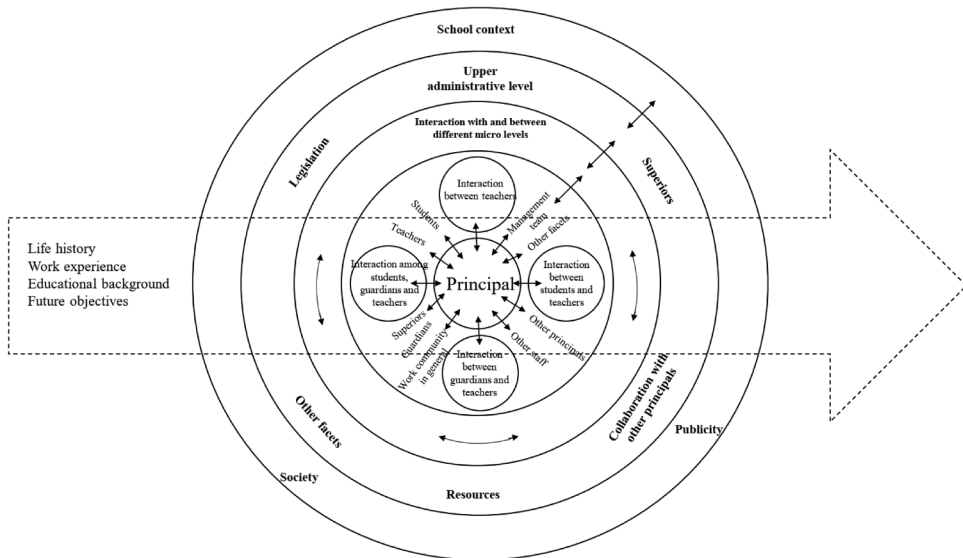 School context
Upper
administrative level
Interaction with and between
different micro levels
Legislation
Superiors
Interaction
between teachers
Students
Management
team
Teachers
Other facets
Life history
Work experience
Educational background
Future objectives
Interaction among
students,
guardians and
teachers
Principal
Interaction
between
students and
teachers
Superiors
Guardians
Work community
in general
Other principals
Other staff
Interaction
between
guardians and
teachers
Other facets
Collaboration with
other principals
Publicity
Society
Resources